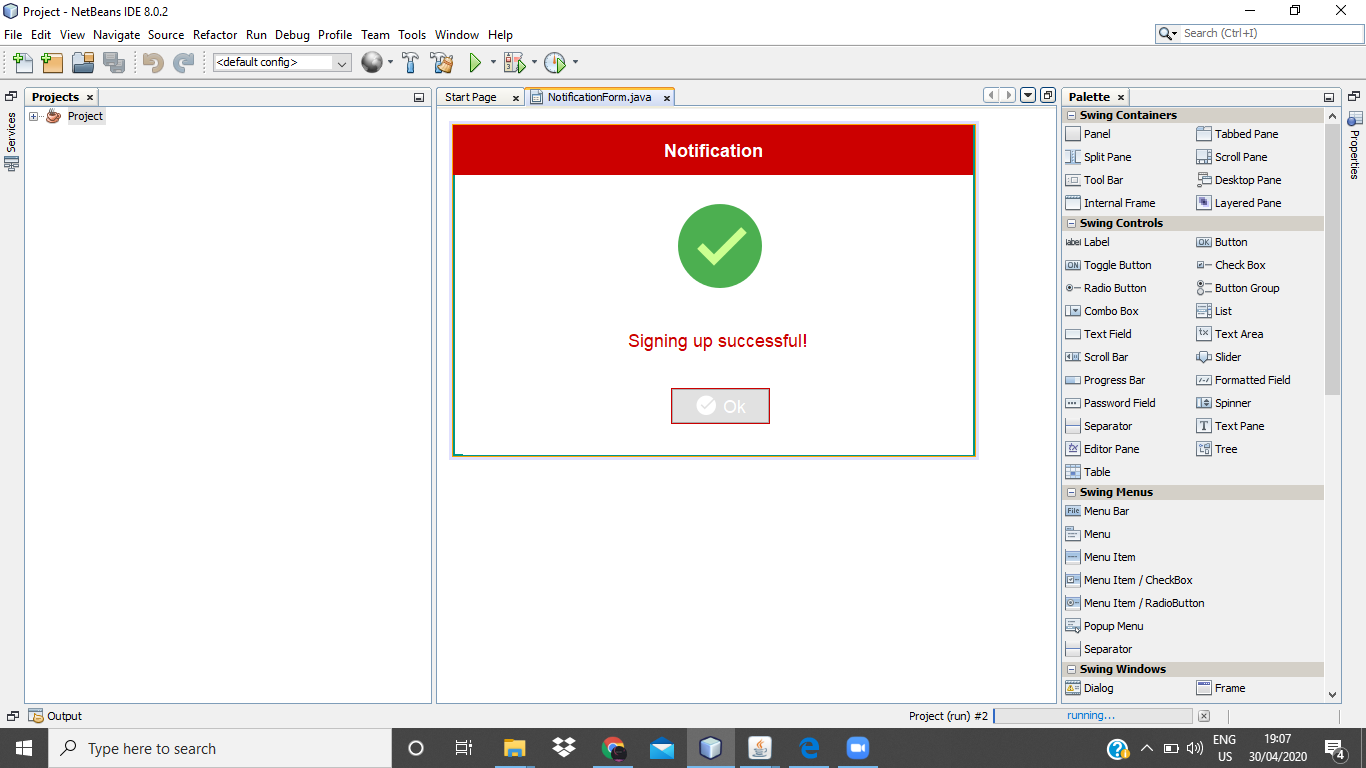 Project - NetBeans IDE 8.0.2
File Edit View Navigate Source Refactor Run Debug Profile Team Tools Window Help
Search (Ctrl+I)
<default config>
Services
Projects
Project
Start Page
NotificationForm.java
Notification
Signing up successful!
Ok
Palette
Swing Containers
Panel Tabbed Pane
Split Pane Scroll Pane
Tool Bar Desktop Pane
Internal Frame Layered Pane
Swing Controls
label Label OK Button
ON Toggle Button Check Box
Radio Button Button Group
Combo Box List
Text Field Text Area
Scroll Bar Slider
Progress Bar Formatted Field
Password Field Spinner
Separator T Text Pane
Editor Pane Tree
Table
Swing Menus
File Menu Bar
Menu
Menu Item
Menu Item / CheckBox
Menu Item / RadioButton
Popup Menu
Separator
Swing Windows
Dialog Frame
Properties
Output
Project (run) #2 running...
Type here to search
ENG
US
19:07
30/04/2020
4